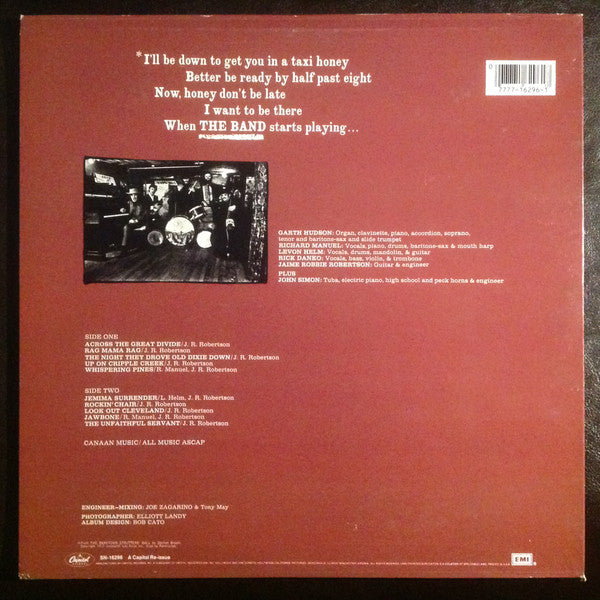 *I'll be down to get you in a taxi honey
Better be ready by half past eight
Now, honey don't be late
I want to be there
When THE BAND starts playing...
0
7777-16296-1
GARTH HUDSON: Organ, clavinette, piano, accordion, soprano,
tenor and baritone-sax and slide trumpet
RICHARD MANUEL: Vocals, piano, drums, baritone-sax & mouth harp
LEVON HELM: Vocals, drums, mandolin, & guitar
RICK DANKO: Vocals, bass, violin, & trombone
JAIME ROBBIE ROBERTSON: Guitar & engineer
PLUS
JOHN SIMON: Tuba, electric piano, high school and peck horns & engineer
SIDE ONE
ACROSS THE GREAT DIVIDE/J. R. Robertson
RAG MAMA RAG/J. R. Robertson
THE NIGHT THEY DROVE OLD DIXIE DOWN/J. R. Robertson
UP ON CRIPPLE CREEK/J. R. Robertson
WHISPERING PINES/R. Manuel, J. R. Robertson
SIDE TWO
JEMIMA SURRENDER/L. Helm, J. R. Robertson
ROCKIN' CHAIR/J. R. Robertson
LOOK OUT CLEVELAND/J. R. Robertson
JAWBONE/R. Manuel, J. R. Robertson
THE UNFAITHFUL SERVANT/J. R. Robertson
CANAAN MUSIC/ALL MUSIC ASCAP
ENGINEER-MIXING: JOE ZAGARINO & Tony May
PHOTOGRAPHER: ELLIOTT LANDY
ALBUM DESIGN: BOB CATO
Capitol
SN-16296 A Capitol Re-issue
EMI